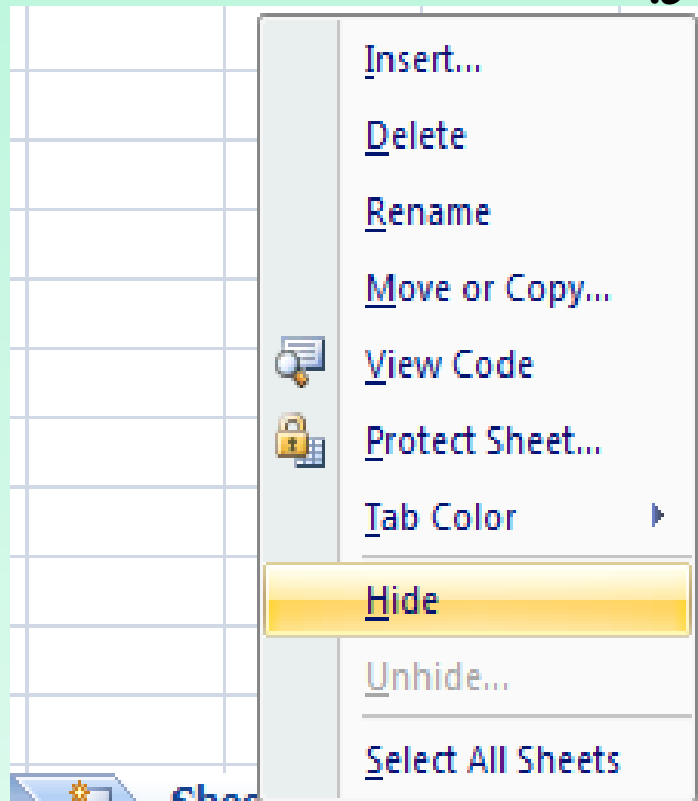 Insert...
Delete
Rename
Move or Copy...
View Code
Protect Sheet...
Tab Color
Hide
Unhide...
Select All Sheets